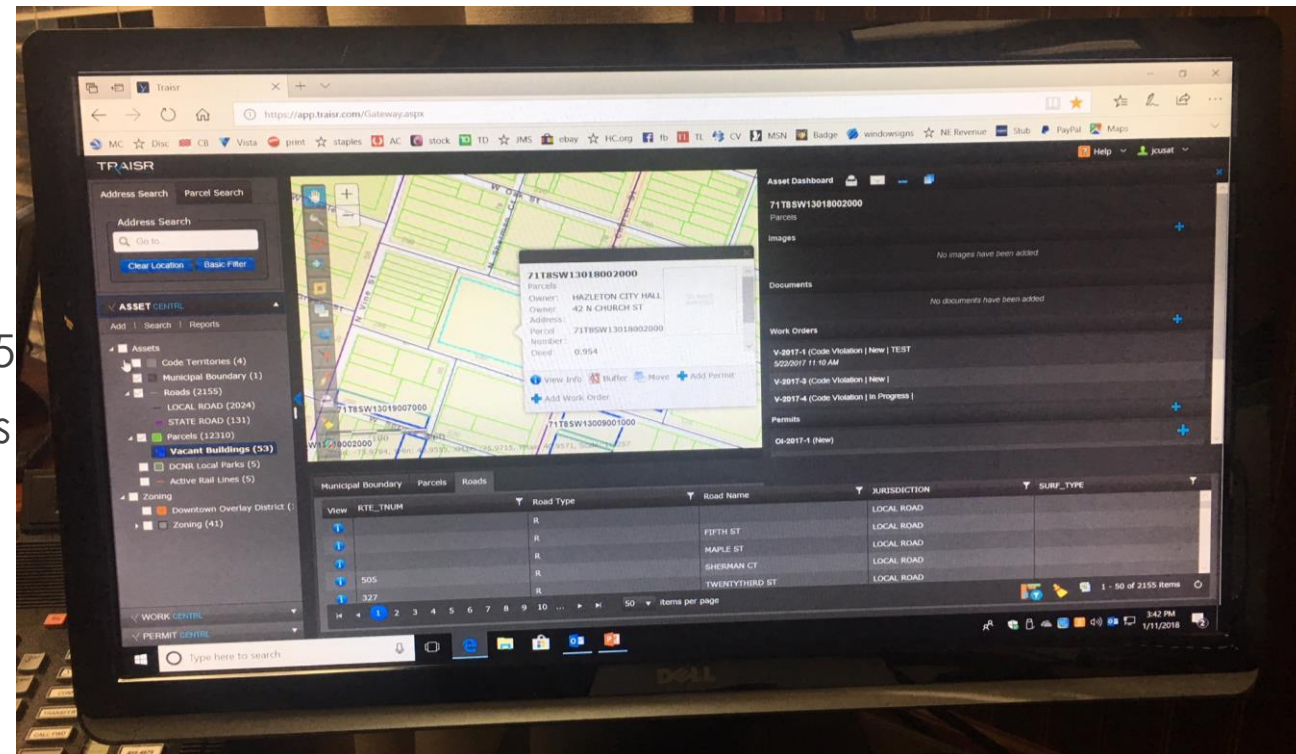 Traisr
https://app.traisr.com/Gateway.aspx
MC Disc CB Vista print staples AC stock TD JMS ebay HC.org fb TL CV MSN Badge windowsigns NE Revenue Stub PayPal Maps
TRAISR
Help jcusat
Address Search Parcel Search
Address Search
Go to
Clear Location Basic Filter
ASSET CENTRL
Add | Search | Reports
Assets
Code Territories (4)
Municipal Boundary (1)
Roads (2155)
LOCAL ROAD (2024)
STATE ROAD (131)
Parcels (12310)
Vacant Buildings (53)
DCNR Local Parks (5)
Active Rail Lines (5)
Zoning
Downtown Overlay District (
Zoning (41)
WORK CENTRL
PERMIT CENTRL
5
s
W Oak St
N Vine St
71T8SW13018002000
Parcels
Owner: HAZLETON CITY HALL
Owner Address: 42 N CHURCH ST
Parcel Number: 71T8SW13018002000
Deed 0.954
View Info Buffer Move Add Permit
Add Work Order
71T8SW13019007000
71T8SW13009001000
Asset Dashboard
71T8SW13018002000
Parcels
Images
No images have been added
Documents
No documents have been added
Work Orders
V-2017-1 (Code Violation | New | TEST
5/22/2017 11:10 AM
V-2017-3 (Code Violation | New |
V-2017-4 (Code Violation | In Progress |
Permits
OI-2017-1 (New)
Municipal Boundary Parcels Roads
View RTE_TNUM Road Type Road Name JURISDICTION SURF_TYPE
R LOCAL ROAD
R FIFTH ST LOCAL ROAD
R MAPLE ST LOCAL ROAD
505 R SHERMAN CT LOCAL ROAD
327 R TWENTYTHIRD ST LOCAL ROAD
1 2 3 4 5 6 7 8 9 10 ... 50 items per page
1 - 50 of 2155 items
Type here to search
3:42 PM
1/11/2018
DELL